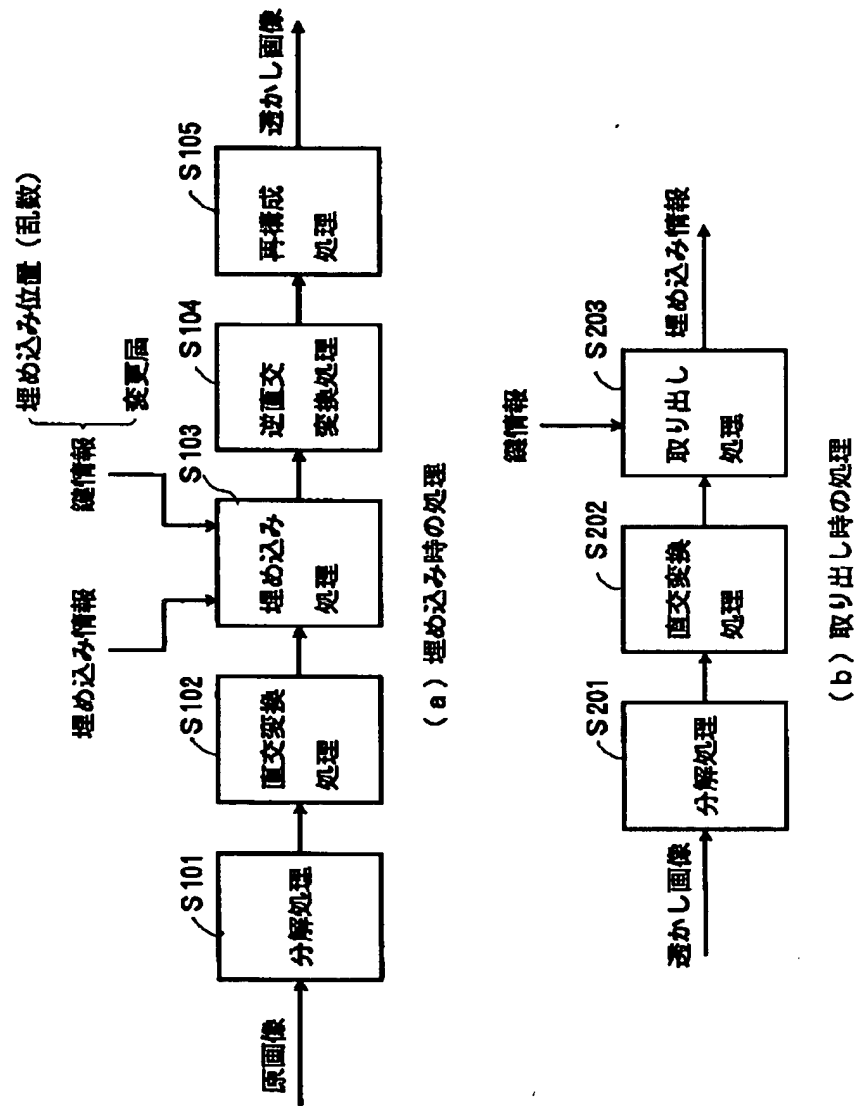 埋め込み位置（乱数）
変更届
埋め込み情報
鍵情報
原画像
S101
分解処理
S102
直交変換
処理
S103
埋め込み
処理
S104
逆直交
変換処理
S105
再構成
処理
透かし画像
（a）埋め込み時の処理
鍵情報
透かし画像
S201
分解処理
S202
直交変換
処理
S203
取り出し
処理
埋め込み情報
（b）取り出し時の処理